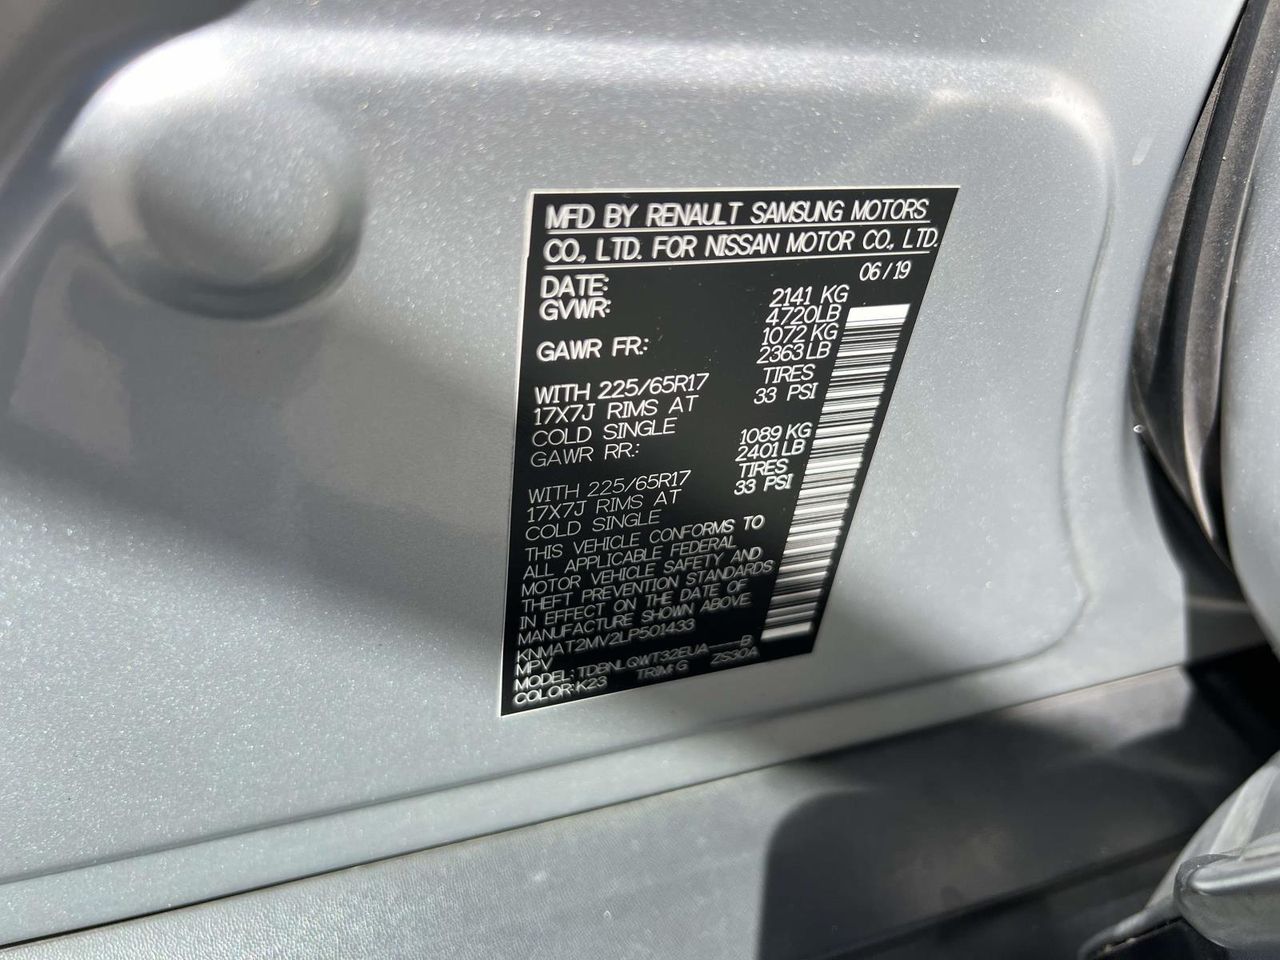 MFD BY RENAULT SAMSUNG MOTORS
CO., LTD. FOR NISSAN MOTOR CO., LTD.
DATE: 06/19
GVWR: 2141 KG
4720LB
GAWR FR.: 1072 KG
2363LB
WITH 225/65R17 TIRES
17X7J RIMS AT 33 PSI
COLD SINGLE
GAWR RR.: 1089 KG
2401LB
WITH 225/65R17 TIRES
17X7J RIMS AT 33 PSI
COLD SINGLE
THIS VEHICLE CONFORMS TO
ALL APPLICABLE FEDERAL
MOTOR VEHICLE SAFETY AND
THEFT PREVENTION STANDARDS
IN EFFECT ON THE DATE OF
MANUFACTURE SHOWN ABOVE.
KNMAT2MV2LP501433
MPV
MODEL: TDBNLQWT32EUA----B
COLOR: K23 TRIM: G ZS30A